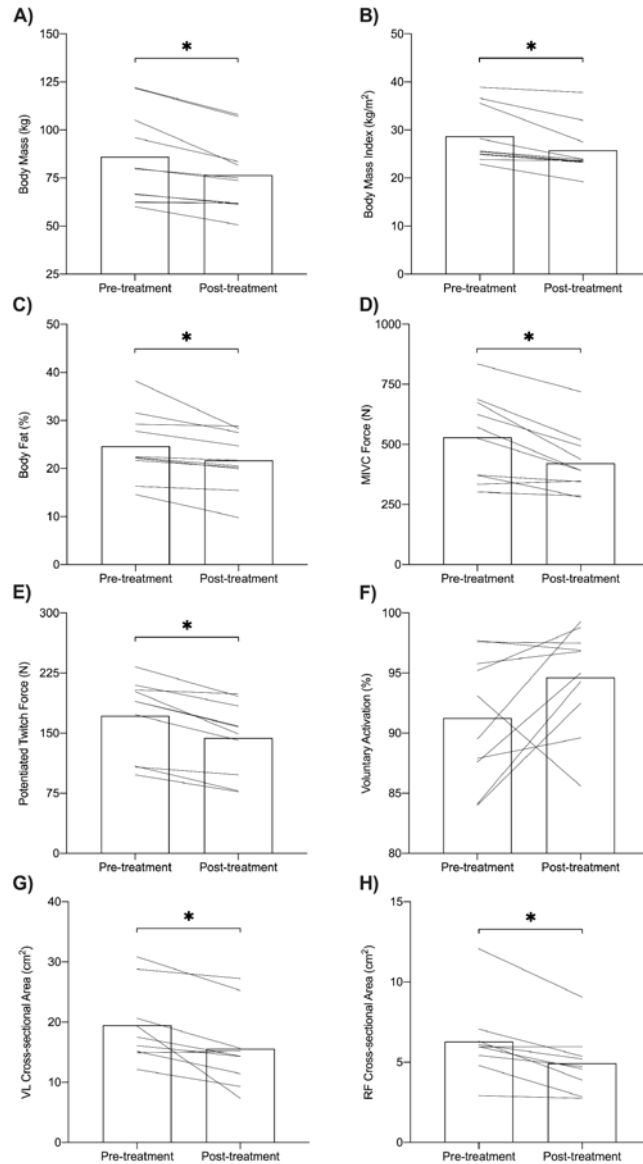 A)
*
150
125
100
75
50
25
Body Mass (kg)
Pre-treatment Post-treatment
B)
*
50
40
30
20
10
0
Body Mass Index (kg/m²)
Pre-treatment Post-treatment
C)
*
50
40
30
20
10
0
Body Fat (%)
Pre-treatment Post-treatment
D)
*
1000
750
500
250
0
MIVC Force (N)
Pre-treatment Post-treatment
E)
*
300
225
150
75
0
Potentiated Twitch Force (N)
Pre-treatment Post-treatment
F)
100
95
90
85
80
Voluntary Activation (%)
Pre-treatment Post-treatment
G)
*
40
30
20
10
0
VL Cross-sectional Area (cm²)
Pre-treatment Post-treatment
H)
*
15
10
5
0
RF Cross-sectional Area (cm²)
Pre-treatment Post-treatment